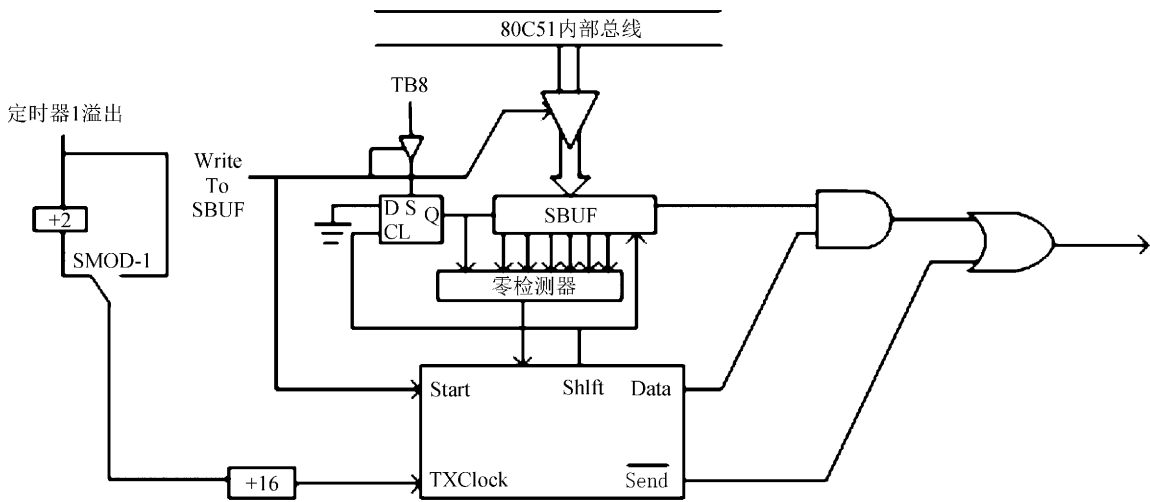 80C51内部总线
TB8
定时器1溢出
Write
To
SBUF
D S Q
CL
SBUF
+2
SMOD-1
零检测器
Start
Shlft
Data
TXClock
Send
+16